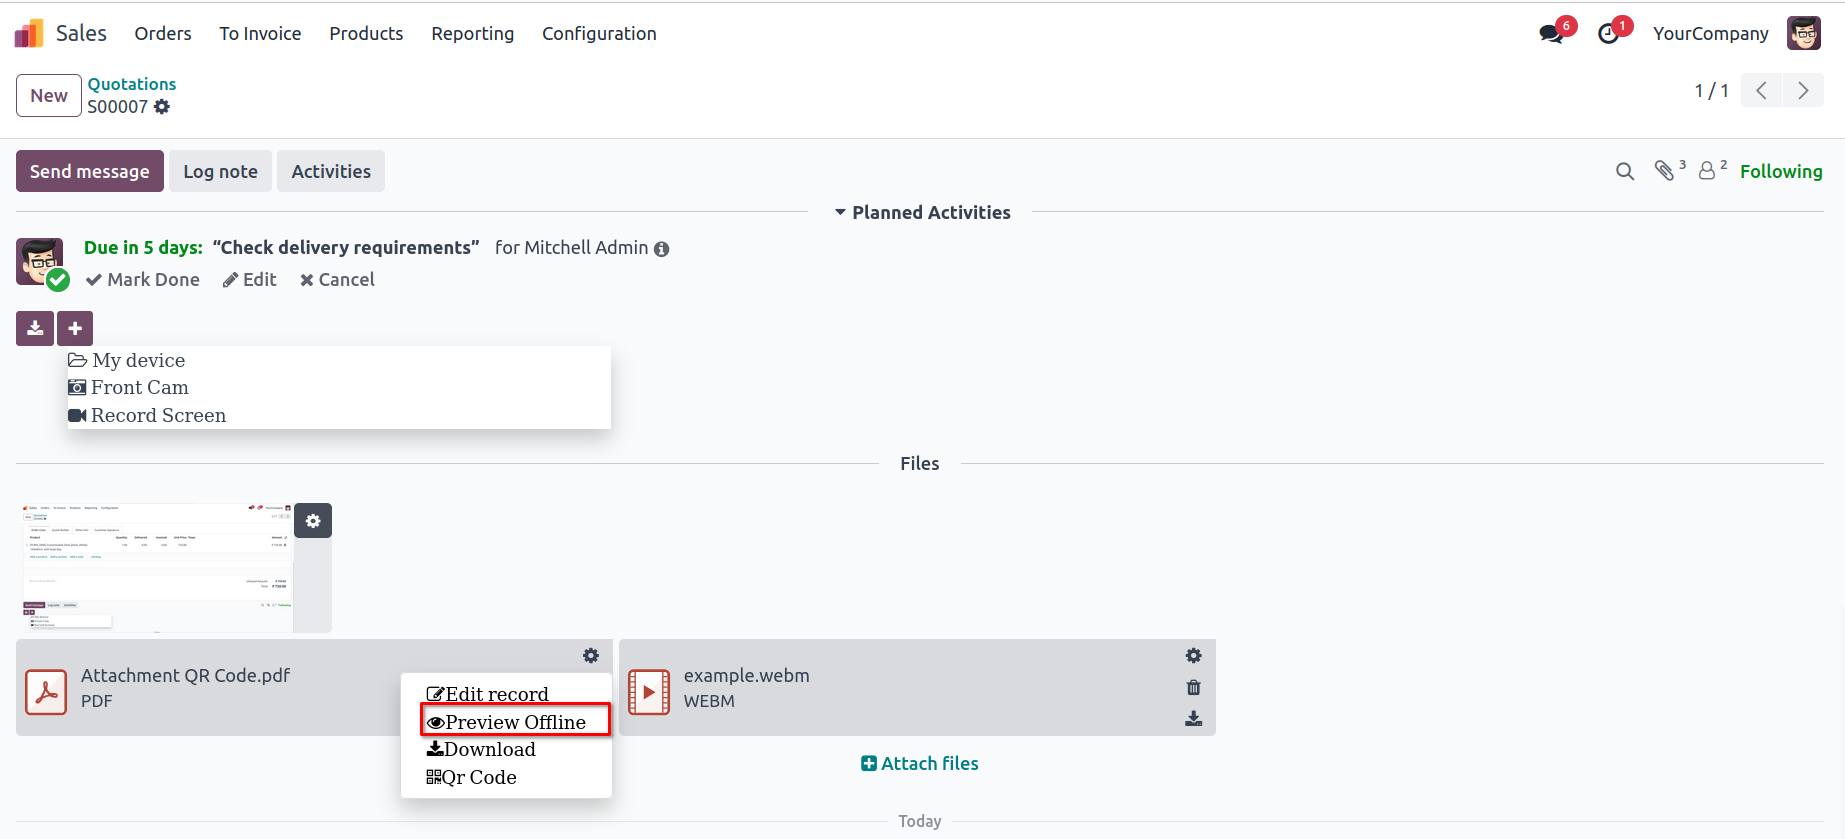 Sales Orders To Invoice Products Reporting Configuration 6 1 YourCompany
New Quotations 1 / 1
S00007
Send message Log note Activities 3 2 Following
Planned Activities
Due in 5 days: “Check delivery requirements” for Mitchell Admin
Mark Done Edit Cancel
My device
Front Cam
Record Screen
Files
Attachment QR Code.pdf
PDF
Edit record
Preview Offline
Download
Qr Code
example.webm
WEBM
Attach files
Today